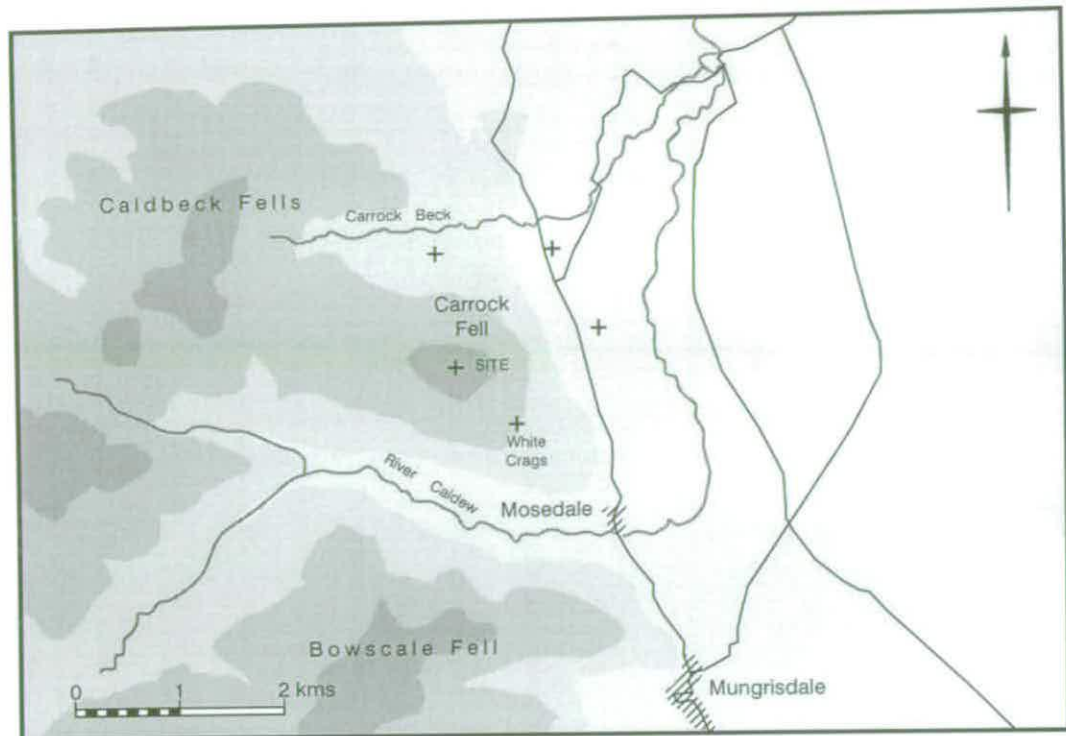 Caldbeck Fells
Carrock Beck
Carrock
Fell
SITE
White
Crags
River Caldew
Mosedale
Bowscale Fell
0 1 2 kms
Mungrisdale